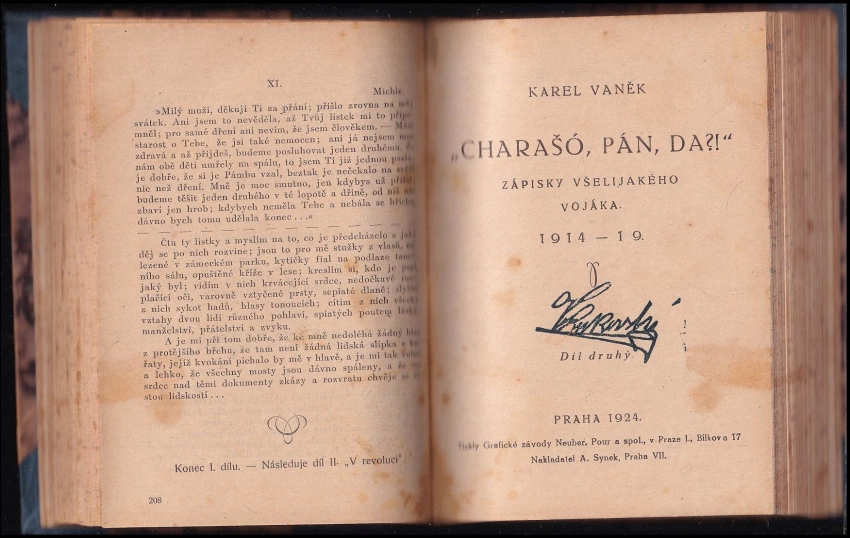 XI.
Michle.
»Milý muži, děkuji Ti za přání; přišlo zrovna na můj
svátek. Ani jsem to nevěděla, až Tvůj lístek mi to připo-
mněl; pro samé dření ani nevím, že jsem člověkem. — Mám
starost o Tebe, že jsi také nemocen; ani já nejsem
zdravá a až přijdeš, budeme posluhovat jeden druhému. Že
nám obě děti umřely na spálu, to jsem Ti již jednou psala;
je dobře, že si je Pámbu vzal, beztak je nečekalo na světě
nic než dření. Mně je moc smutno, jen kdybys už přišel,
budeme těšit jeden druhého v té lopotě a dřině, od níž nás
zbaví jen hrob; kdybych neměla Tebe a nebála se hříchu,
dávno bych tomu udělala konec . . .«
Čtu ty lístky a myslím na to, co je předcházelo a jak
děj se po nich rozvine; jsou to pro mě stužky z vlasů,
lezené v zámeckém parku, kytičky fial na podlaze taneč-
ního sálu, opuštěné kříže v lese; kreslím si, kdo je psal,
jaký byl; vidím v nich krvácející srdce, nedočkavé
plačící oči, varovně vztyčené prsty, sepiaté dlaně; slyším
z nich sykot hadů, hlasy tonoucích; cítím z nich všecky
vztahy dvou lidí různého pohlaví, spiatých poutem lásky,
manželství, přátelství a zvyku.
A je mi při tom dobře, že ke mně nedoléhá žádný hlas
z protějšího břehu, že tam není žádná lidská slípka s ku-
řaty, jejíž kvokání píchalo by mě v hlavě, a je mi tak volno
a lehko, že všechny mosty jsou dávno spáleny, a že
srdce nad těmi dokumenty zkázy a rozvratu chvěje se
stou lidskostí . . .
Konec I. dílu. — Následuje díl II. „V revoluci“.
208
KAREL VANĚK
„CHARAŠÓ, PÁN, DA?!“
ZÁPISKY VŠELIJAKÉHO
VOJÁKA.
1914 — 19.
Díl druhý.
PRAHA 1924.
Tiskly Grafické závody Neubert, Pour a spol., v Praze I., Bílkova 17
Nakladatel A. Synek, Praha VII.